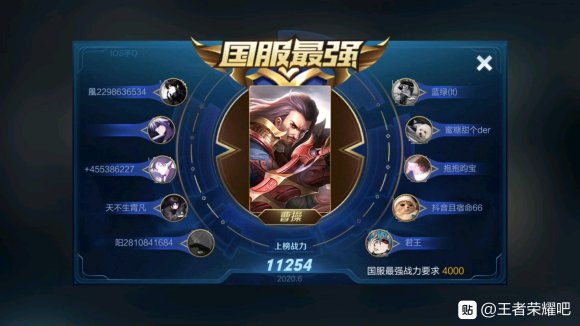 iOS手Q
国服最强
風2298636534
蓝绿(lt)
蜜糖甜个der
+455386227
抱抱旳宝
天不生霄凡
曹操
抖音且宿命66
阳2810841684
上榜战力
君王
11254
2020.6
国服最强战力要求 4000
贴 @王者荣耀吧